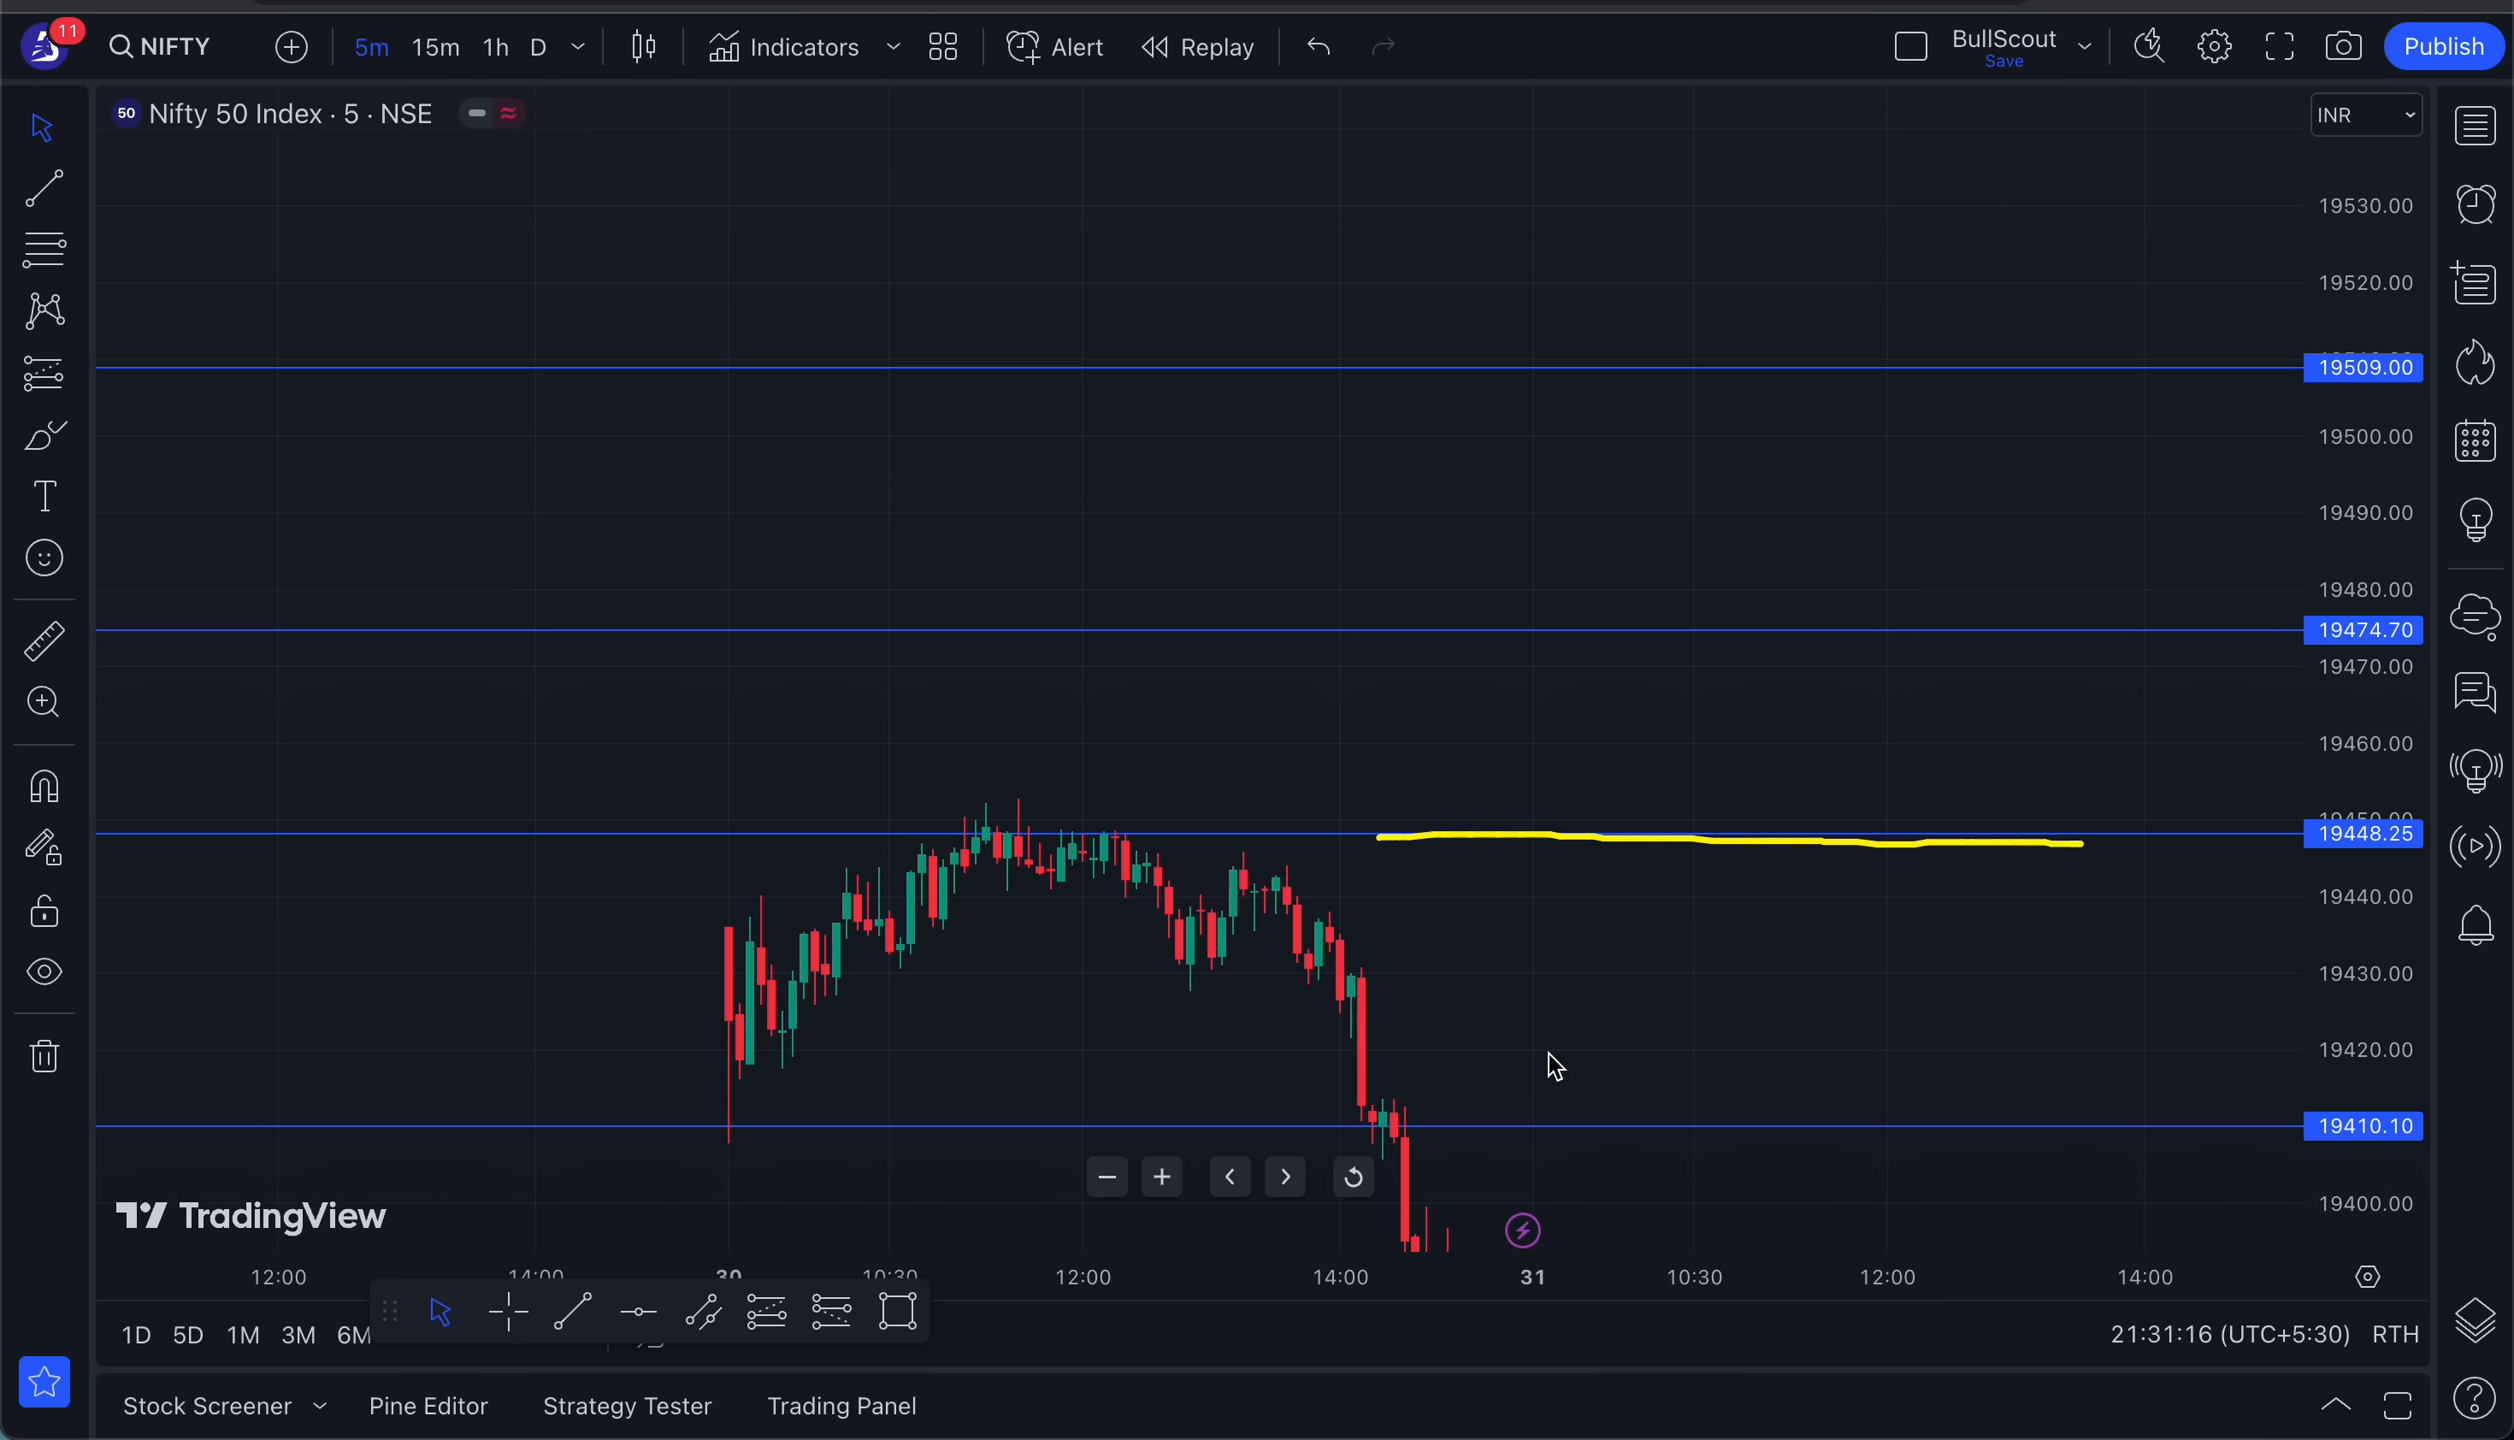 11
NIFTY
5m 15m 1h D
Indicators
Alert
Replay
BullScout
Save
Publish
50 Nifty 50 Index · 5 · NSE
INR
19530.00
19520.00
19509.00
19500.00
19490.00
19480.00
19474.70
19470.00
19460.00
19448.25
19440.00
19430.00
19420.00
19410.10
19400.00
TradingView
12:00 14:00 30 10:30 12:00 14:00 31 10:30 12:00 14:00
1D 5D 1M 3M 6M
21:31:16 (UTC+5:30) RTH
Stock Screener Pine Editor Strategy Tester Trading Panel